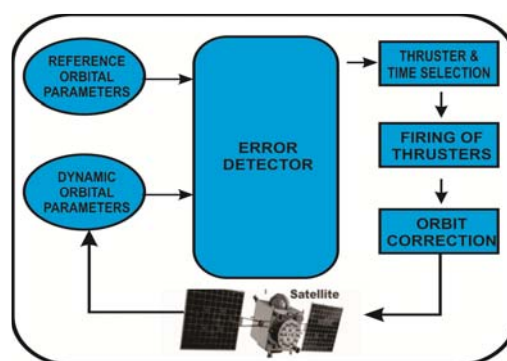 REFERENCE
ORBITAL
PARAMETERS
DYNAMIC
ORBITAL
PARAMETERS
ERROR
DETECTOR
THRUSTER &
TIME SELECTION
FIRING OF
THRUSTERS
ORBIT
CORRECTION
Satellite